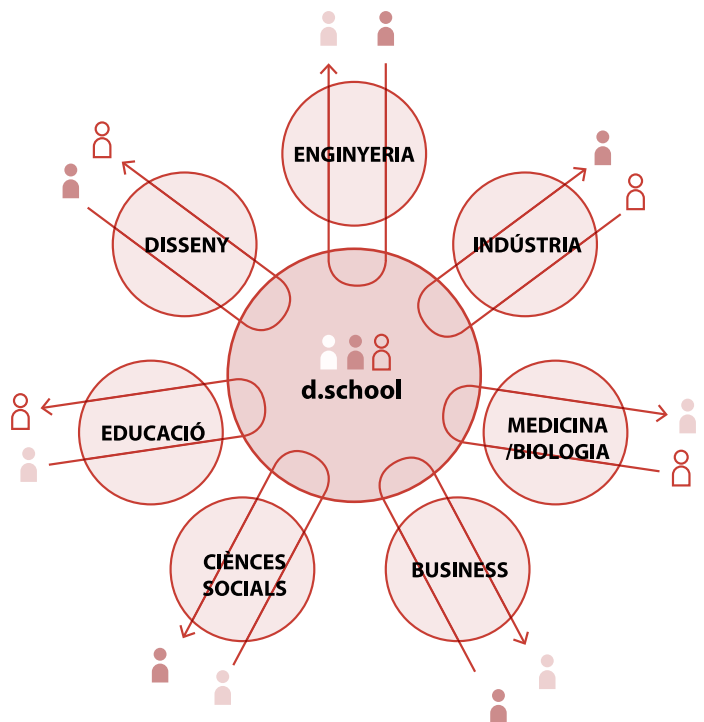 ENGINYERIA
DISSENY
INDÚSTRIA
d.school
EDUCACIÓ
MEDICINA
/BIOLOGIA
CIÈNCES
SOCIALS
BUSINESS